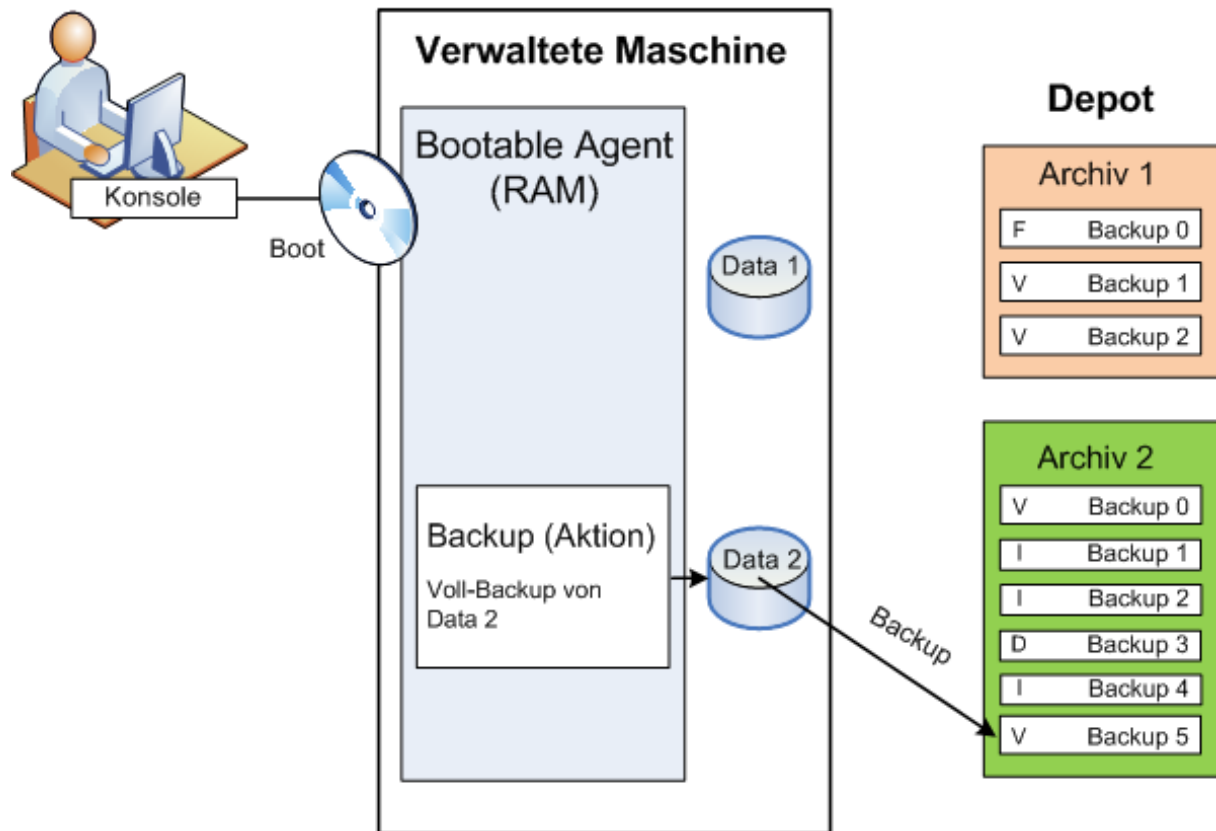 Verwaltete Maschine
Konsole
Boot
Bootable Agent
(RAM)
Data 1
Backup (Aktion)
Voll-Backup von
Data 2
Data 2
Backup
Depot
Archiv 1
F Backup 0
V Backup 1
V Backup 2
Archiv 2
V Backup 0
I Backup 1
I Backup 2
D Backup 3
I Backup 4
V Backup 5